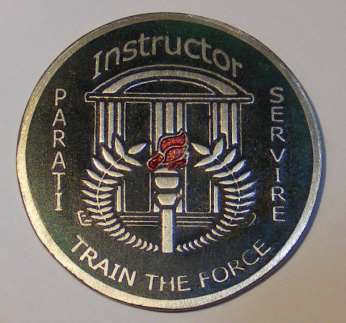 Instructor
PARATI
SERVIRE
TRAIN THE FORCE